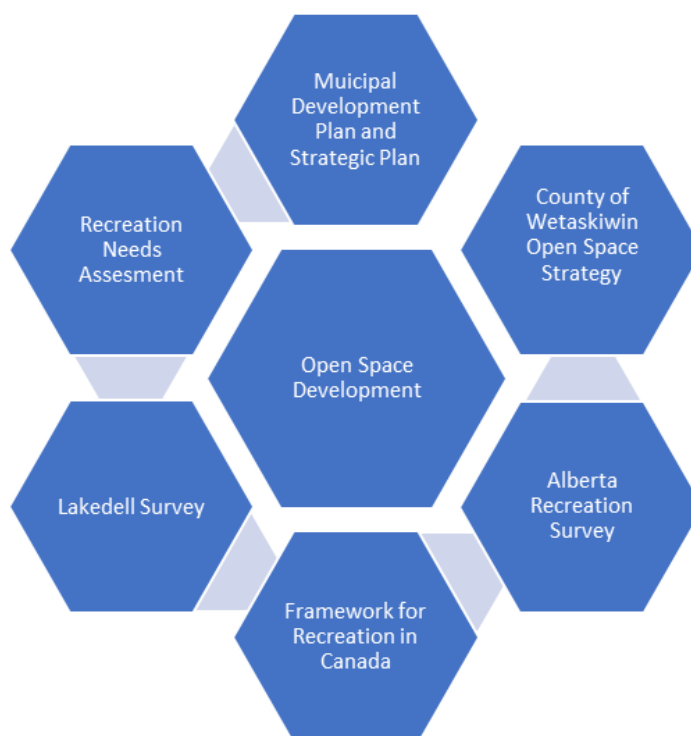 Muicipal
Development
Plan and
Strategic Plan
County of
Wetaskiwin
Open Space
Strategy
Recreation
Needs
Assesment
Open Space
Development
Lakedell Survey
Alberta
Recreation
Survey
Framework for
Recreation in
Canada